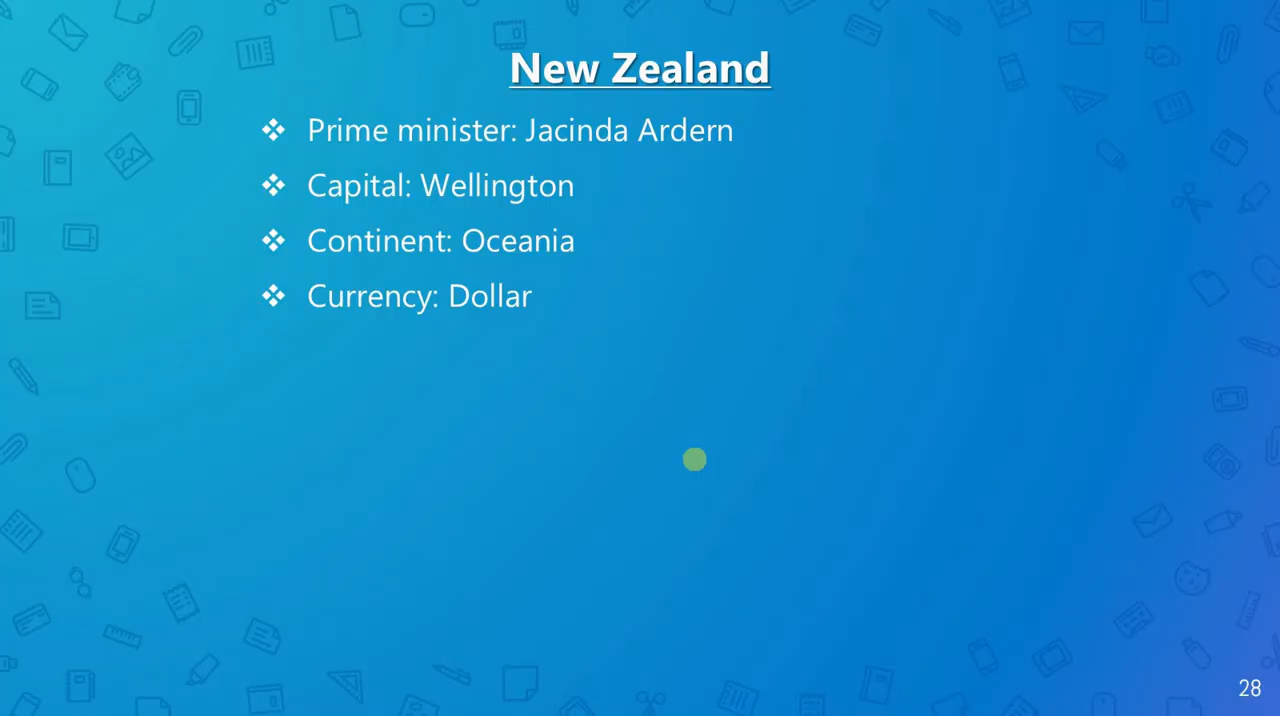 New Zealand
❖ Prime minister: Jacinda Ardern
❖ Capital: Wellington
❖ Continent: Oceania
❖ Currency: Dollar
28